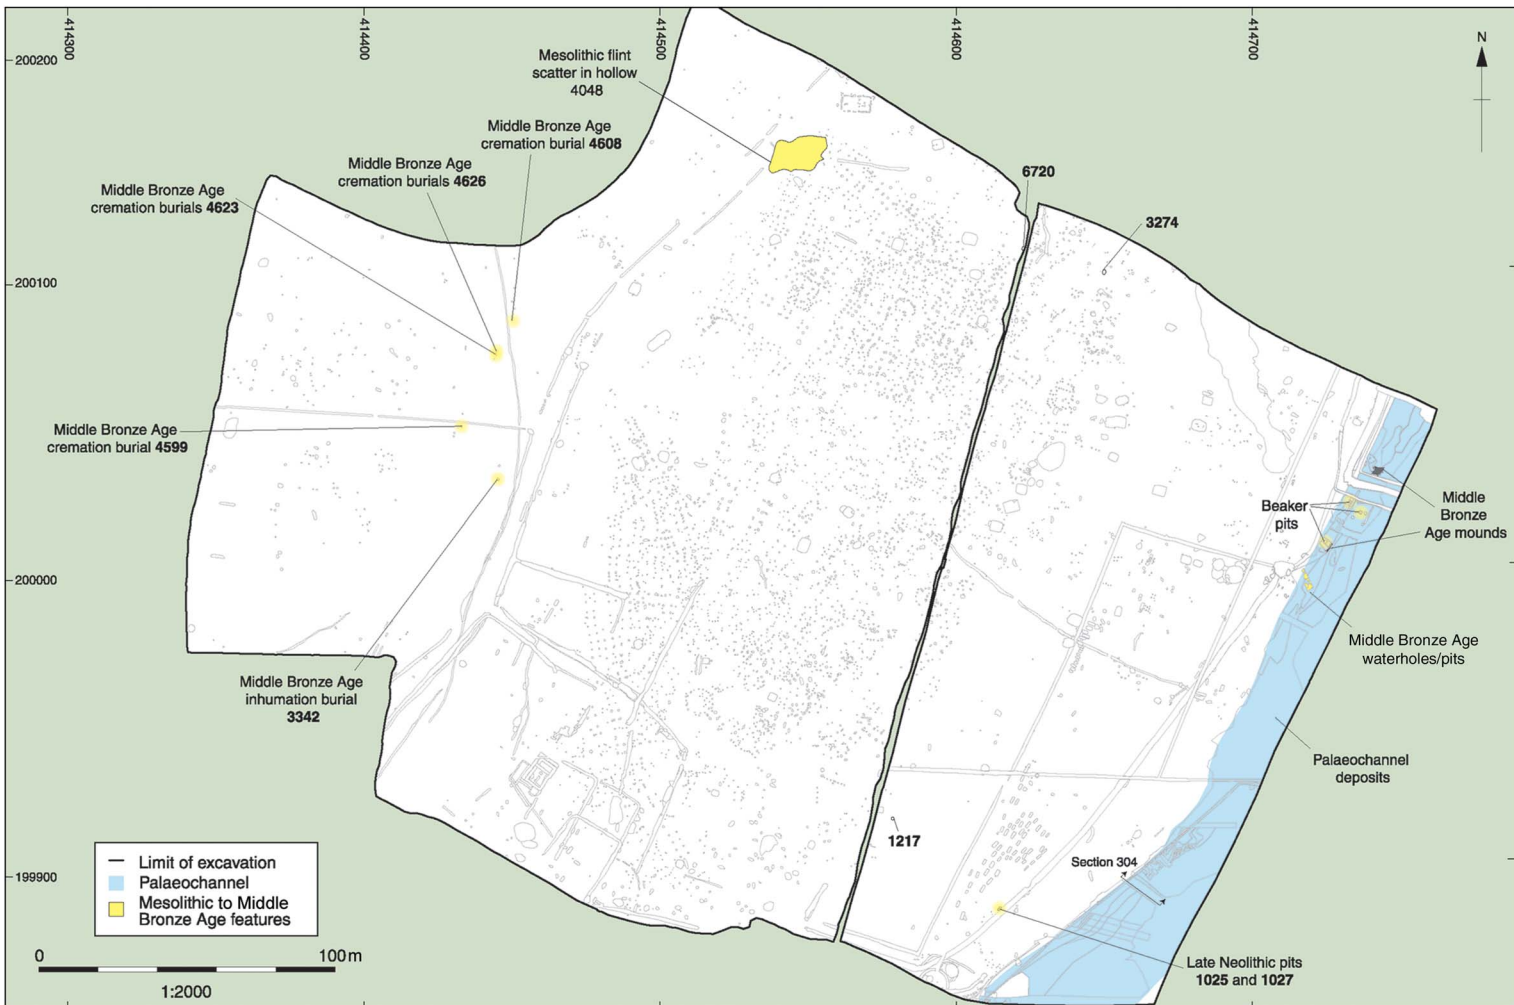 414300
414400
414500
414600
414700
N
200200
200100
200000
199900
Mesolithic flint
scatter in hollow
4048
Middle Bronze Age
cremation burial 4608
Middle Bronze Age
cremation burials 4626
Middle Bronze Age
cremation burials 4623
6720
3274
Middle Bronze Age
cremation burial 4599
Beaker
pits
Middle
Bronze
Age mounds
Middle Bronze Age
waterholes/pits
Middle Bronze Age
inhumation burial
3342
Palaeochannel
deposits
1217
Section 304
Late Neolithic pits
1025 and 1027
Limit of excavation
Palaeochannel
Mesolithic to Middle
Bronze Age features
0 100 m
1:2000